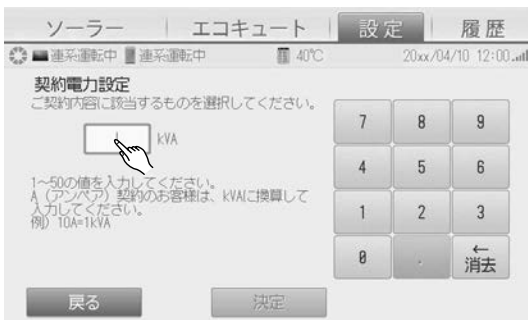 ソーラー エコキュート 設定 履歴
連系運転中 連系運転中 40℃ 20xx/04/10 12:00
契約電力設定
ご契約内容に該当するものを選択してください。
kVA
1～50の値を入力してください。
A（アンペア）契約のお客様は、kVAに換算して
入力してください。
例）10A=1kVA
7 8 9
4 5 6
1 2 3
0 . ←
消去
戻る 決定